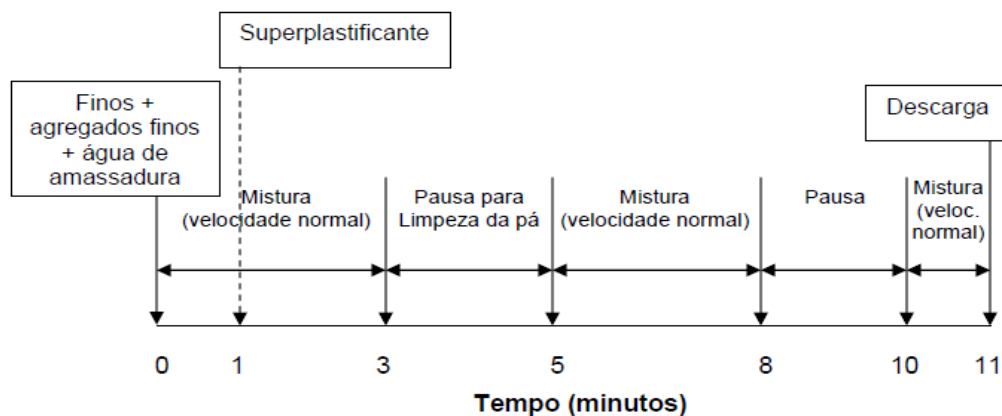 Superplastificante
Finos +
agregados finos
+ água de
amassadura
Descarga
Mistura
(velocidade normal)
Pausa para
Limpeza da pá
Mistura
(velocidade normal)
Pausa
Mistura
(veloc.
normal)
0 1 3 5 8 10 11
Tempo (minutos)